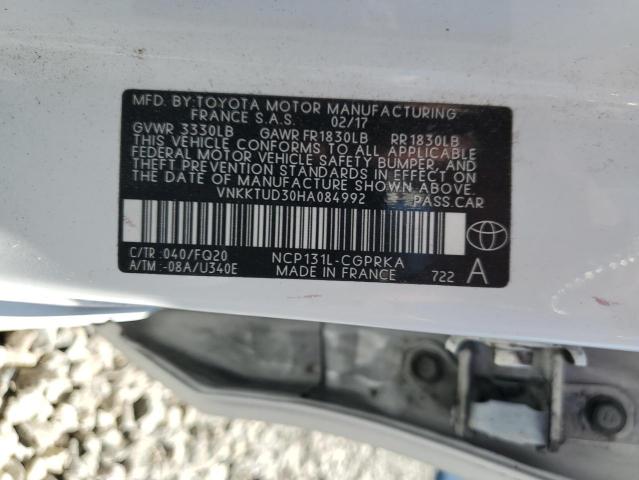 MFD. BY: TOYOTA MOTOR MANUFACTURING
FRANCE S.A.S. 02/17
GVWR 3330LB GAWR FR1830LB RR1830LB
THIS VEHICLE CONFORMS TO ALL APPLICABLE
FEDERAL MOTOR VEHICLE SAFETY, BUMPER, AND
THEFT PREVENTION STANDARDS IN EFFECT ON
THE DATE OF MANUFACTURE SHOWN ABOVE.
VNKKTUD30HA084992 PASS.CAR
C/TR :040/FQ20 NCP131L-CGPRKA
A/TM :-08A/U340E MADE IN FRANCE 722 A